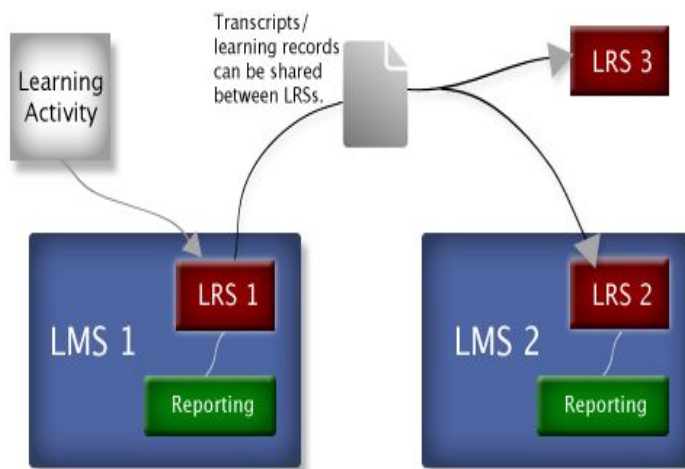 Transcripts/
learning records
can be shared
between LRSs.
Learning
Activity
LRS 3
LRS 1
LMS 1
Reporting
LRS 2
LMS 2
Reporting